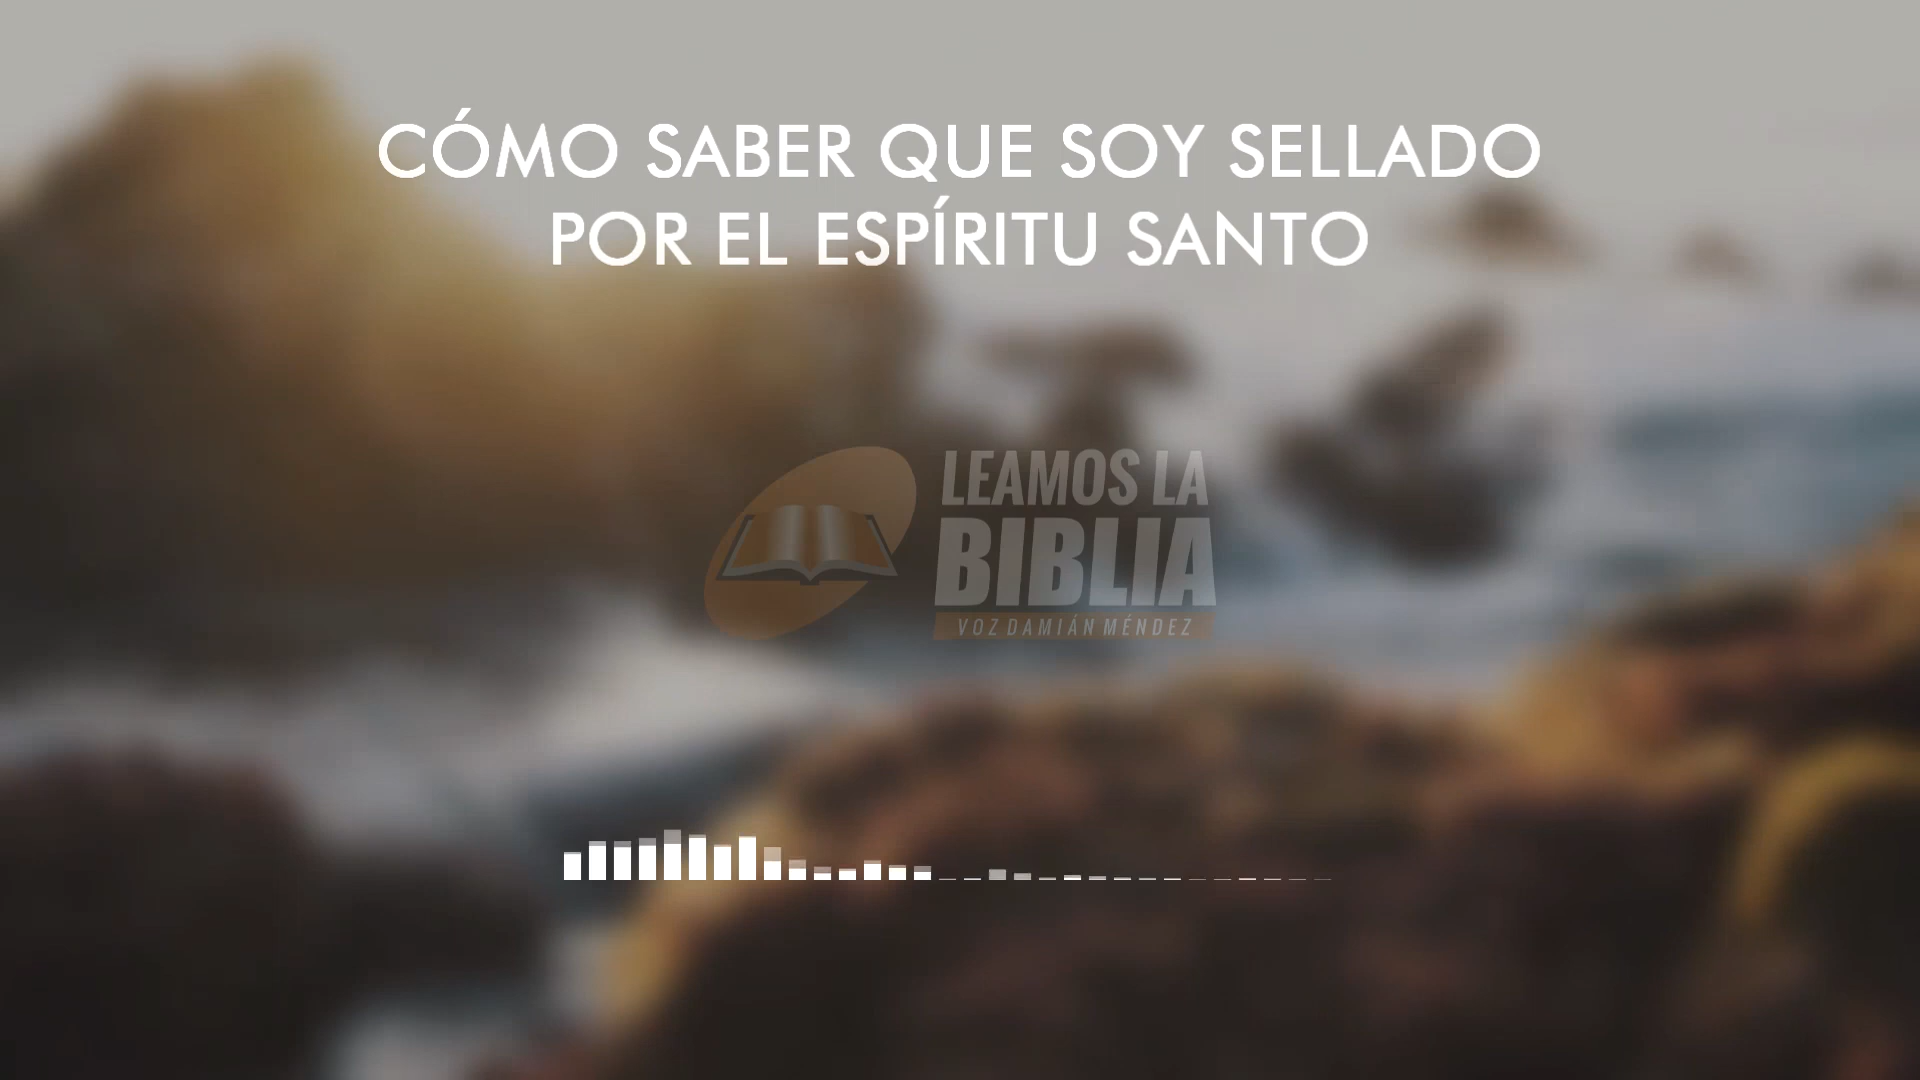 CÓMO SABER QUE SOY SELLADO
POR EL ESPÍRITU SANTO
LEAMOS LA
BIBLIA
VOZ DAMIÁN MÉNDEZ